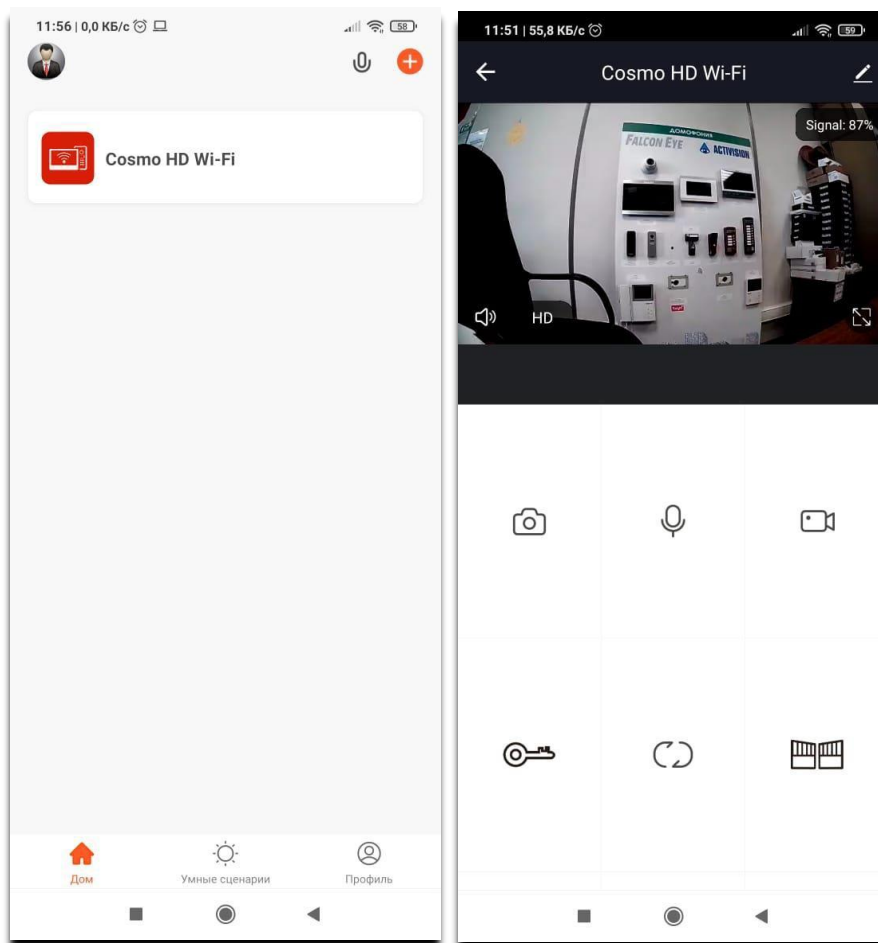 11:56 | 0,0 КБ/с
58
Cosmo HD Wi-Fi
Дом
Умные сценарии
Профиль
11:51 | 55,8 КБ/с
59
Cosmo HD Wi-Fi
Signal: 87%
ДОМОФОНИЯ
FALCON EYE
ACTIVISION
HD